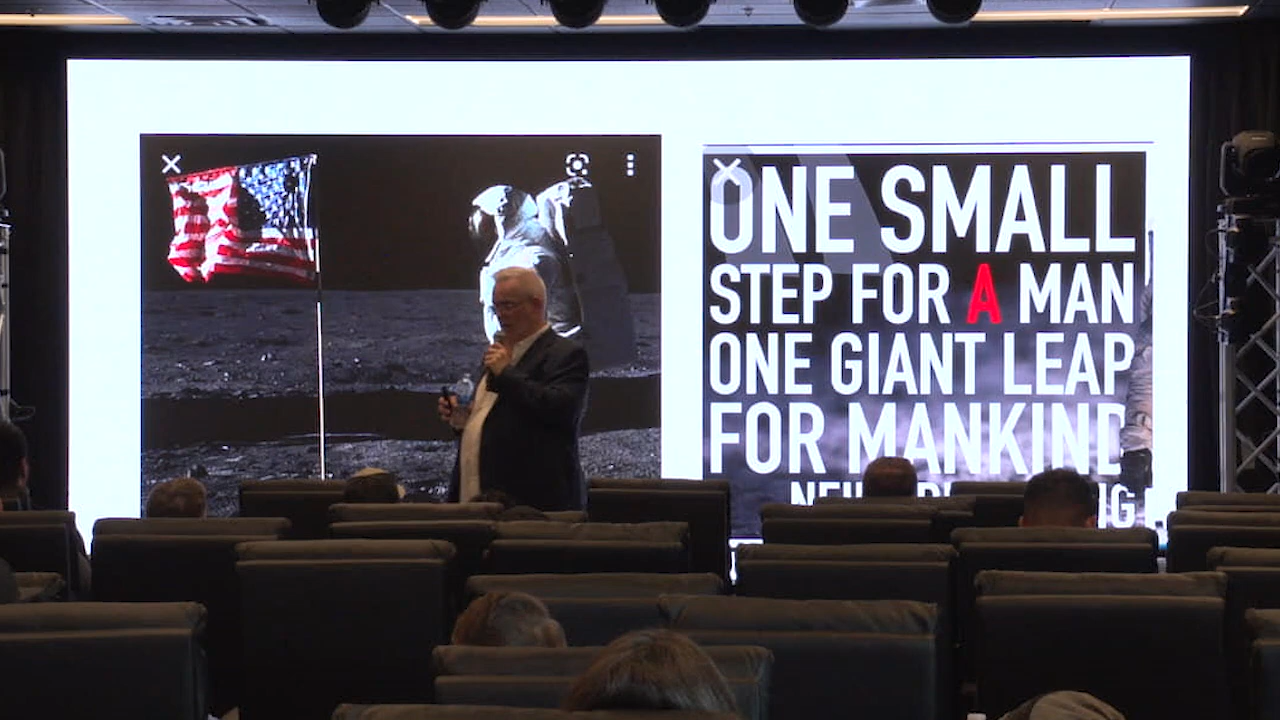 ONE SMALL
STEP FOR A MAN
ONE GIANT LEAP
FOR MANKIND